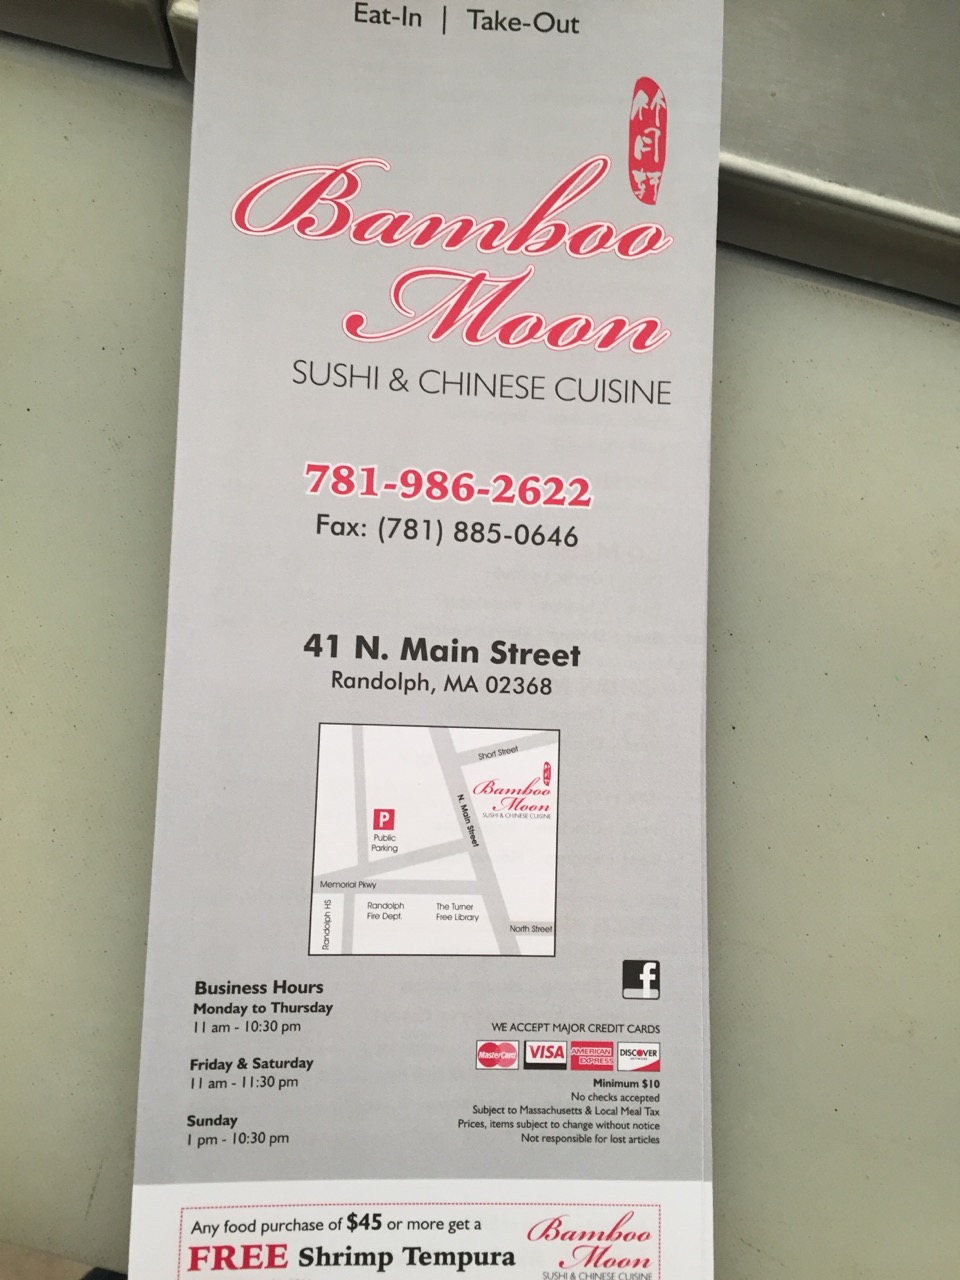 Eat-In | Take-Out
Bamboo
Moon
SUSHI & CHINESE CUISINE
781-986-2622
Fax: (781) 885-0646
41 N. Main Street
Randolph, MA 02368
Short Street
Bamboo
Moon
SUSHI & CHINESE CUISINE
N. Main Street
P
Public
Parking
Memorial Pkwy
Randolph HS
Randolph
Fire Dept.
The Turner
Free Library
North Street
f
Business Hours
Monday to Thursday
11 am - 10:30 pm
Friday & Saturday
11 am - 11:30 pm
Sunday
1 pm - 10:30 pm
WE ACCEPT MAJOR CREDIT CARDS
MasterCard VISA AMERICAN EXPRESS DISCOVER NETWORK
Minimum $10
No checks accepted
Subject to Massachusetts & Local Meal Tax
Prices, items subject to change without notice
Not responsible for lost articles
Any food purchase of $45 or more get a
FREE Shrimp Tempura
Bamboo
Moon
SUSHI & CHINESE CUISINE